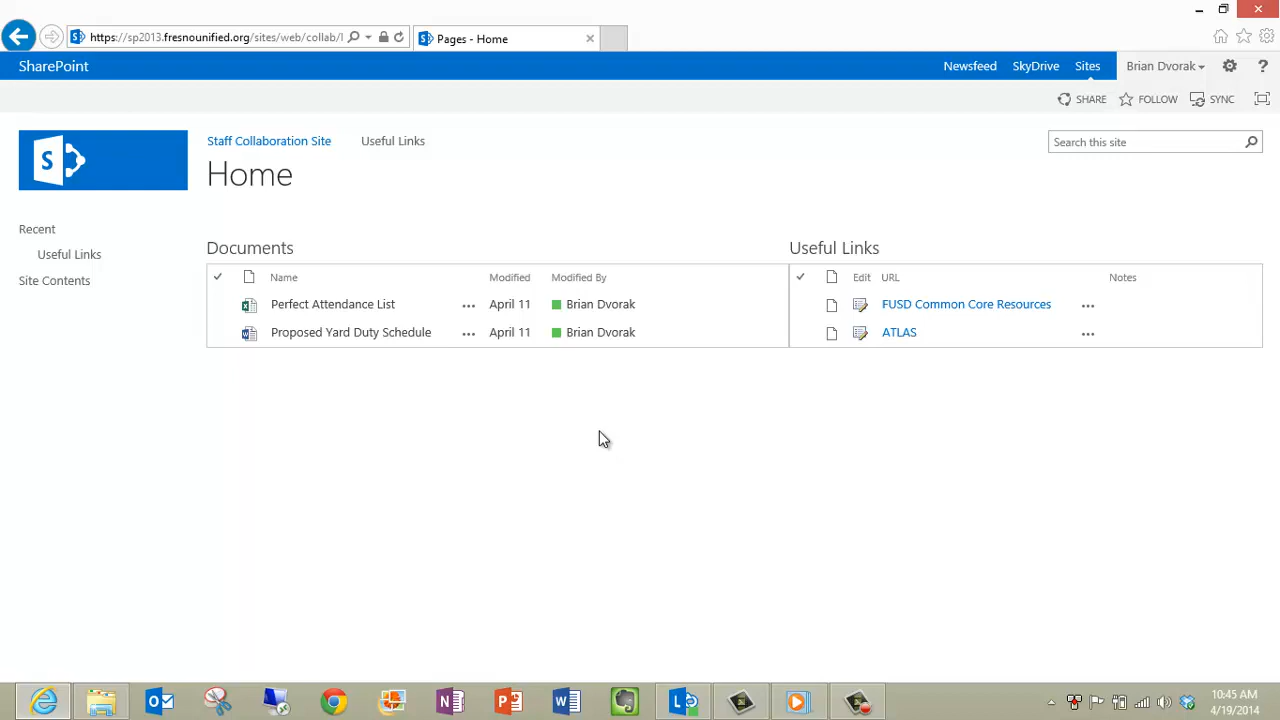 https://sp2013.fresnounified.org/sites/web/collab/
Pages - Home
SharePoint
Newsfeed
SkyDrive
Sites
Brian Dvorak
?
SHARE
FOLLOW
SYNC
S
Staff Collaboration Site
Useful Links
Search this site
Home
Recent
Useful Links
Site Contents
Documents
Name Modified Modified By
Perfect Attendance List ... April 11 Brian Dvorak
Proposed Yard Duty Schedule ... April 11 Brian Dvorak
Useful Links
Edit URL Notes
FUSD Common Core Resources ...
ATLAS ...
10:45 AM
4/19/2014